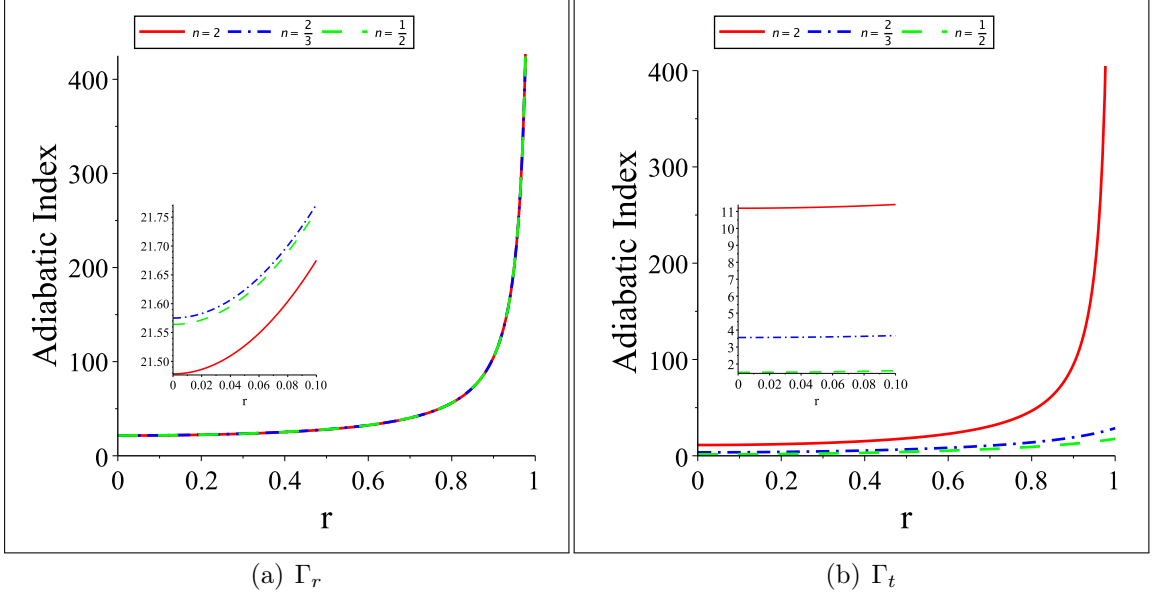 n = 2 n = 2/3 n = 1/2
400
300
200
100
0
Adiabatic Index
0 0.2 0.4 0.6 0.8 1
r
21.75
21.70
21.65
21.60
21.55
21.50
0 0.02 0.04 0.06 0.08 0.10
r
(a) Γr
n = 2 n = 2/3 n = 1/2
400
300
200
100
0
Adiabatic Index
0 0.2 0.4 0.6 0.8 1
r
11
10
9
8
7
6
5
4
3
2
0 0.02 0.04 0.06 0.08 0.10
r
(b) Γt